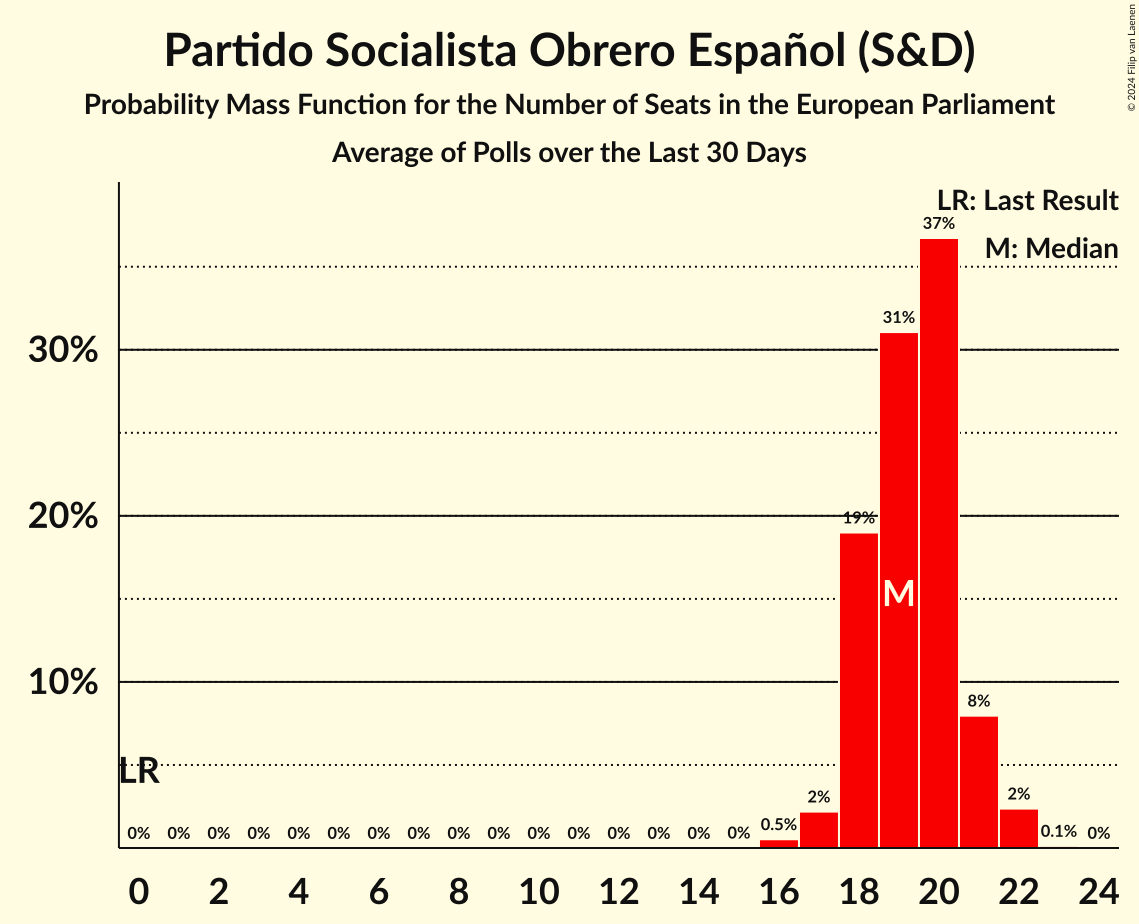 Partido Socialista Obrero Español (S&D)
Probability Mass Function for the Number of Seats in the European Parliament
Average of Polls over the Last 30 Days
© 2024 Filip van Laenen
LR: Last Result
M: Median
37%
31%
30%
19%
20%
M
10%
8%
LR
2%
2%
0% 0% 0% 0% 0% 0% 0% 0% 0% 0% 0% 0% 0% 0% 0% 0% 0.5% 0.1% 0%
0 2 4 6 8 10 12 14 16 18 20 22 24